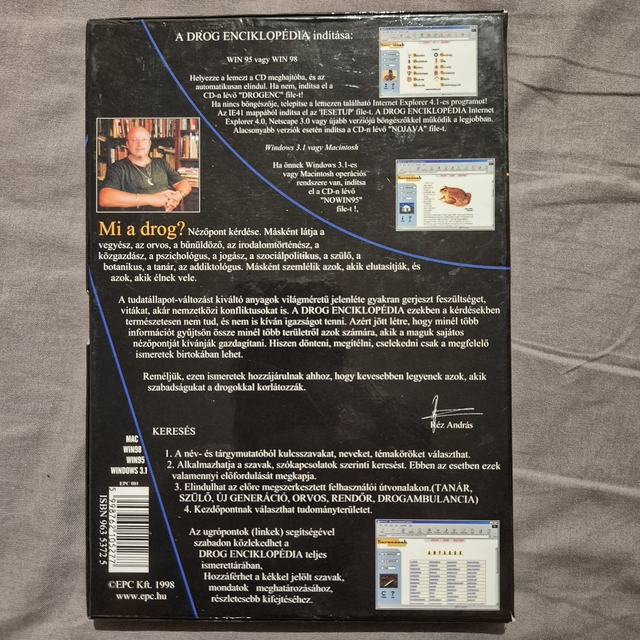 A DROG ENCIKLOPÉDIA indítása:
WIN 95 vagy WIN 98
Helyezze a lemezt a CD meghajtóba, és az
automatikusan elindul. Ha nem, indítsa el a
CD-n lévő "DROGENC" file-t!
Ha nincs böngészője, telepítse a lemezen található Internet Explorer 4.1-es programot!
Az IE41 mappából indítsa el az 'IESETUP' file-t. A DROG ENCIKLOPÉDIA Internet
Explorer 4.0, Netscape 3.0 vagy újabb verziójú böngészőkkel működik a legjobban.
Alacsonyabb verziók esetén indítsa a CD-n lévő "NOJAVA" file-t.
Windows 3.1 vagy Macintosh
Ha önnek Windows 3.1-es
vagy Macintosh operációs
rendszere van, indítsa
el a CD-n lévő
"NOWIN95"
file-t !,
Mi a drog? Nézőpont kérdése. Másként látja a
vegyész, az orvos, a bűnüldöző, az irodalomtörténész, a
közgazdász, a pszichológus, a jogász, a szociálpolitikus, a szülő, a
botanikus, a tanár, az addiktológus. Másként szemlélik azok, akik elutasítják, és
azok, akik élnek vele.
A tudatállapot-változást kiváltó anyagok világméretű jelenléte gyakran gerjeszt feszültséget,
vitákat, akár nemzetközi konfliktusokat is. A DROG ENCIKLOPÉDIA ezekben a kérdésekben
természetesen nem tud, és nem is kíván igazságot tenni. Azért jött létre, hogy minél több
információt gyűjtsön össze minél több területről azok számára, akik a maguk sajátos
nézőpontját kívánják gazdagítani. Hiszen dönteni, megítélni, cselekedni csak a megfelelő
ismeretek birtokában lehet.
Reméljük, ezen ismeretek hozzájárulnak ahhoz, hogy kevesebben legyenek azok, akik
szabadságukat a drogokkal korlátozzák.
Réz András
KERESÉS
1. A név- és tárgymutatóból kulcsszavakat, neveket, témaköröket választhat.
2. Alkalmazhatja a szavak, szókapcsolatok szerinti keresést. Ebben az esetben ezek
valamennyi előfordulását megkapja.
3. Elindulhat az előre megszerkesztett felhasználói útvonalakon.(TANÁR,
SZÜLŐ, ÚJ GENERÁCIÓ, ORVOS, RENDŐR, DROGAMBULANCIA)
4. Kezdőpontnak választhat tudományterületet.
Az ugrópontok (linkek) segítségével
szabadon közlekedhet a
DROG ENCIKLOPÉDIA teljes
ismerettárában,
Hozzáférhet a kékkel jelölt szavak,
mondatok meghatározásához,
részletesebb kifejtéséhez.
MAC
WIN98
WIN95
WINDOWS 3.1
EPC 001
ISBN 963 5372 5
©EPC Kft. 1998
www.epc.hu